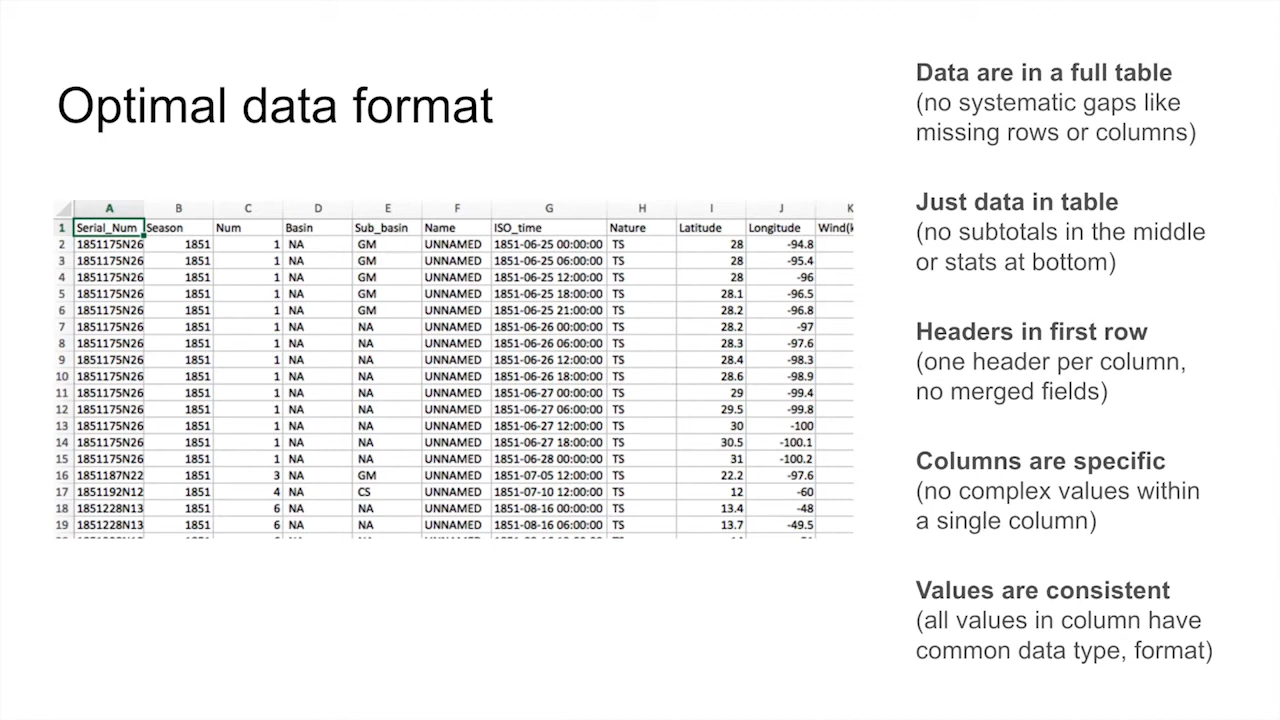 Optimal data format
A B C D E F G H I J K
1 Serial_Num Season Num Basin Sub_basin Name ISO_time Nature Latitude Longitude Wind(k
2 1851175N26 1851 1 NA GM UNNAMED 1851-06-25 00:00:00 TS 28 -94.8
3 1851175N26 1851 1 NA GM UNNAMED 1851-06-25 06:00:00 TS 28 -95.4
4 1851175N26 1851 1 NA GM UNNAMED 1851-06-25 12:00:00 TS 28 -96
5 1851175N26 1851 1 NA GM UNNAMED 1851-06-25 18:00:00 TS 28.1 -96.5
6 1851175N26 1851 1 NA GM UNNAMED 1851-06-25 21:00:00 TS 28.2 -96.8
7 1851175N26 1851 1 NA NA UNNAMED 1851-06-26 00:00:00 TS 28.2 -97
8 1851175N26 1851 1 NA NA UNNAMED 1851-06-26 06:00:00 TS 28.3 -97.6
9 1851175N26 1851 1 NA NA UNNAMED 1851-06-26 12:00:00 TS 28.4 -98.3
10 1851175N26 1851 1 NA NA UNNAMED 1851-06-26 18:00:00 TS 28.6 -98.9
11 1851175N26 1851 1 NA NA UNNAMED 1851-06-27 00:00:00 TS 29 -99.4
12 1851175N26 1851 1 NA NA UNNAMED 1851-06-27 06:00:00 TS 29.5 -99.8
13 1851175N26 1851 1 NA NA UNNAMED 1851-06-27 12:00:00 TS 30 -100
14 1851175N26 1851 1 NA NA UNNAMED 1851-06-27 18:00:00 TS 30.5 -100.1
15 1851175N26 1851 1 NA NA UNNAMED 1851-06-28 00:00:00 TS 31 -100.2
16 1851187N22 1851 3 NA GM UNNAMED 1851-07-05 12:00:00 TS 22.2 -97.6
17 1851192N12 1851 4 NA CS UNNAMED 1851-07-10 12:00:00 TS 12 -60
18 1851228N13 1851 6 NA NA UNNAMED 1851-08-16 00:00:00 TS 13.4 -48
19 1851228N13 1851 6 NA NA UNNAMED 1851-08-16 06:00:00 TS 13.7 -49.5
Data are in a full table
(no systematic gaps like
missing rows or columns)
Just data in table
(no subtotals in the middle
or stats at bottom)
Headers in first row
(one header per column,
no merged fields)
Columns are specific
(no complex values within
a single column)
Values are consistent
(all values in column have
common data type, format)